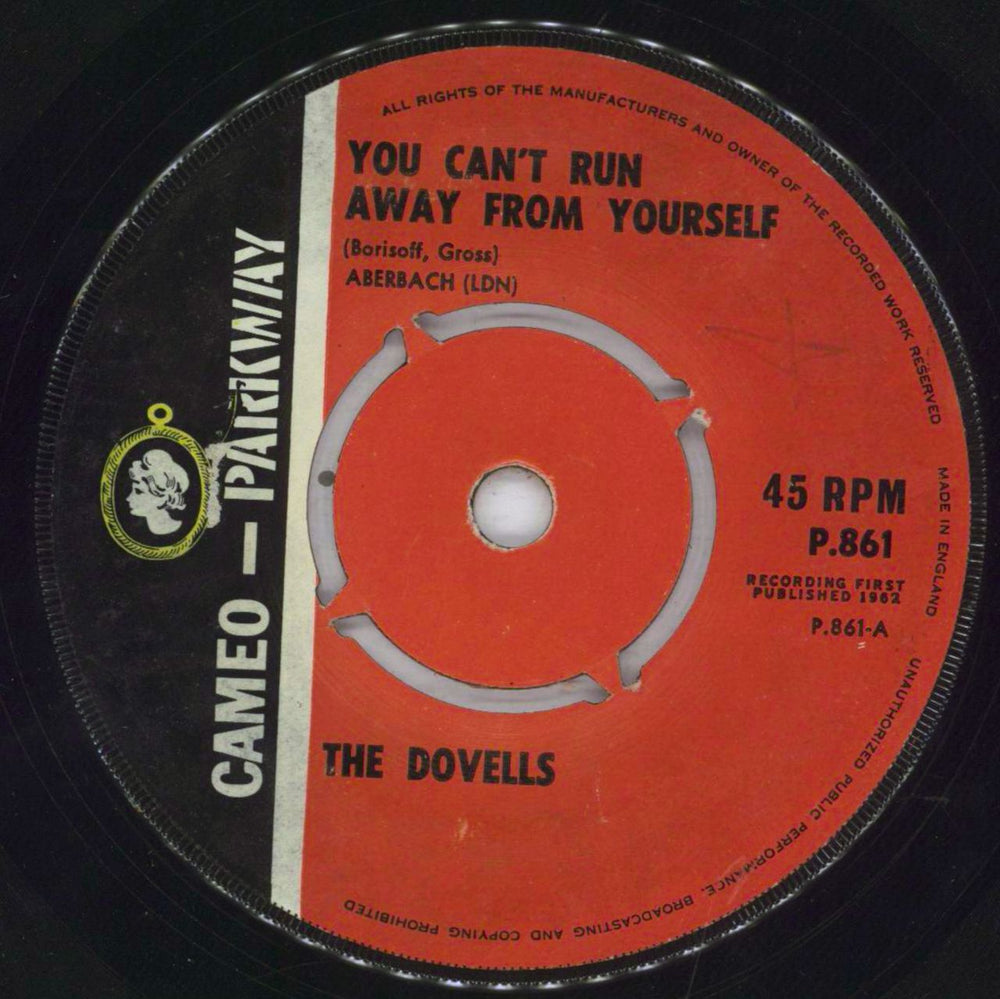 ALL RIGHTS OF THE MANUFACTURERS AND OWNER OF THE RECORDED WORK RESERVED
YOU CAN'T RUN
AWAY FROM YOURSELF
(Borisoff, Gross)
ABERBACH (LDN)
CAMEO — PARKWAY
45 RPM
P.861
RECORDING FIRST
PUBLISHED 1962
P.861-A
MADE IN ENGLAND
THE DOVELLS
UNAUTHORIZED PUBLIC PERFORMANCE, BROADCASTING AND COPYING PROHIBITED